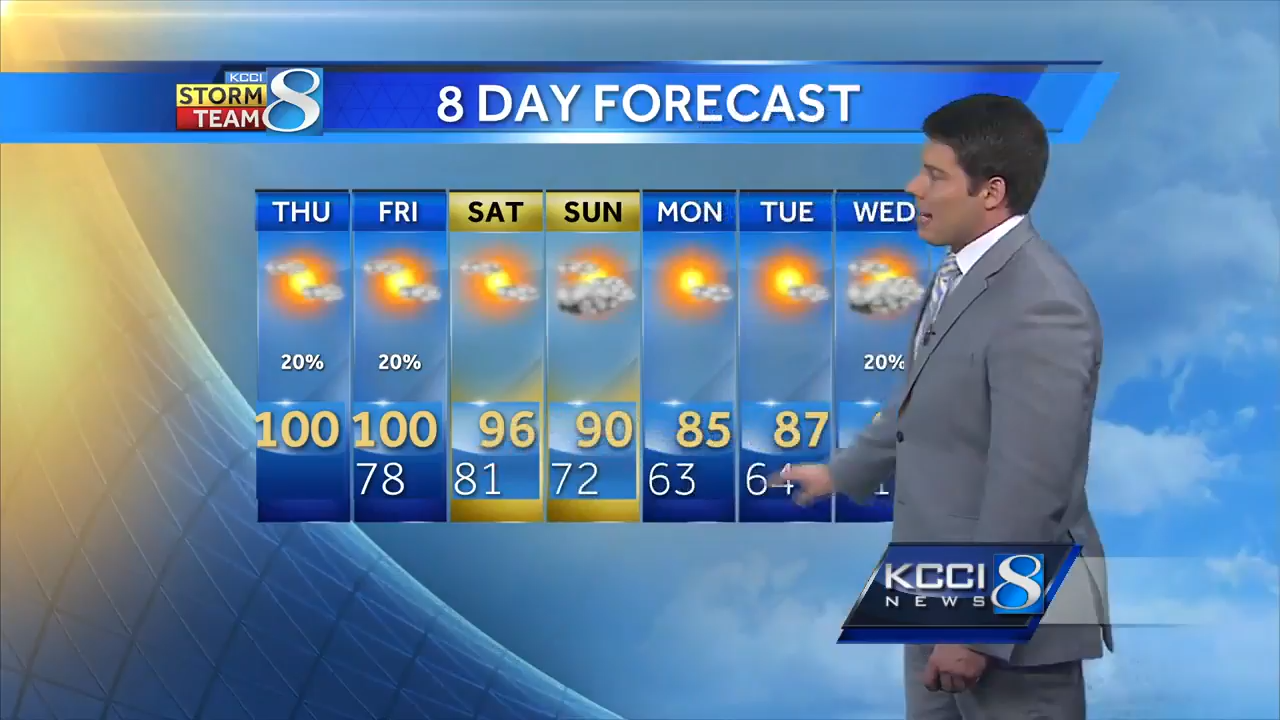 KCCI
STORM
TEAM 8
8 DAY FORECAST
THU FRI SAT SUN MON TUE WED
20% 20% 20%
100 100 96 90 85 87
78 81 72 63 64
KCCI 8
NEWS